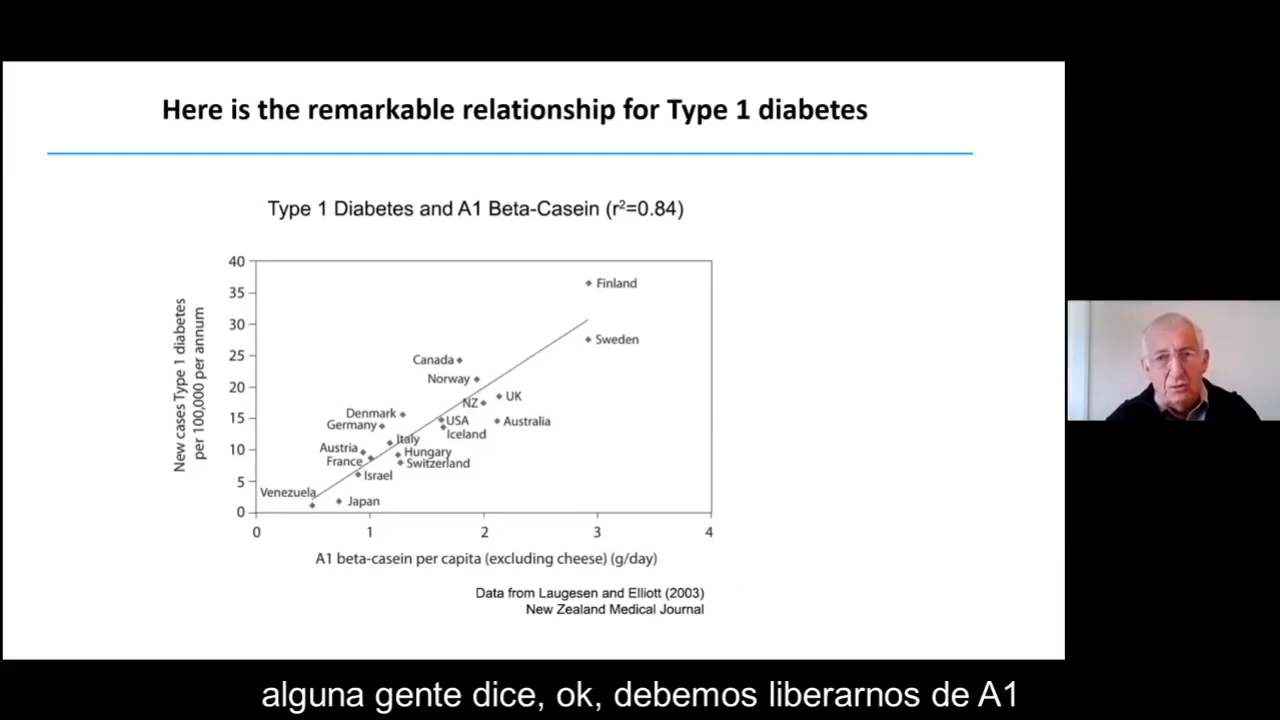 Here is the remarkable relationship for Type 1 diabetes
Type 1 Diabetes and A1 Beta-Casein (r²=0.84)
New cases Type 1 diabetes
per 100,000 per annum
40
35
30
25
20
15
10
5
0
Finland
Sweden
Canada
Norway
UK
NZ
Denmark
USA
Australia
Germany
Iceland
Italy
Austria
Hungary
France
Switzerland
Israel
Venezuela
Japan
0 1 2 3 4
A1 beta-casein per capita (excluding cheese) (g/day)
Data from Laugesen and Elliott (2003)
New Zealand Medical Journal
alguna gente dice, ok, debemos liberarnos de A1